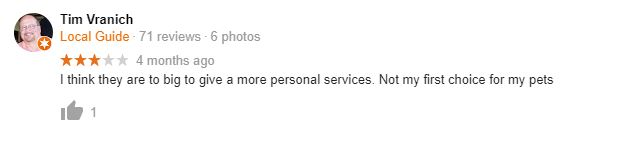 Tim Vranich
Local Guide · 71 reviews · 6 photos
4 months ago
I think they are to big to give a more personal services. Not my first choice for my pets
1